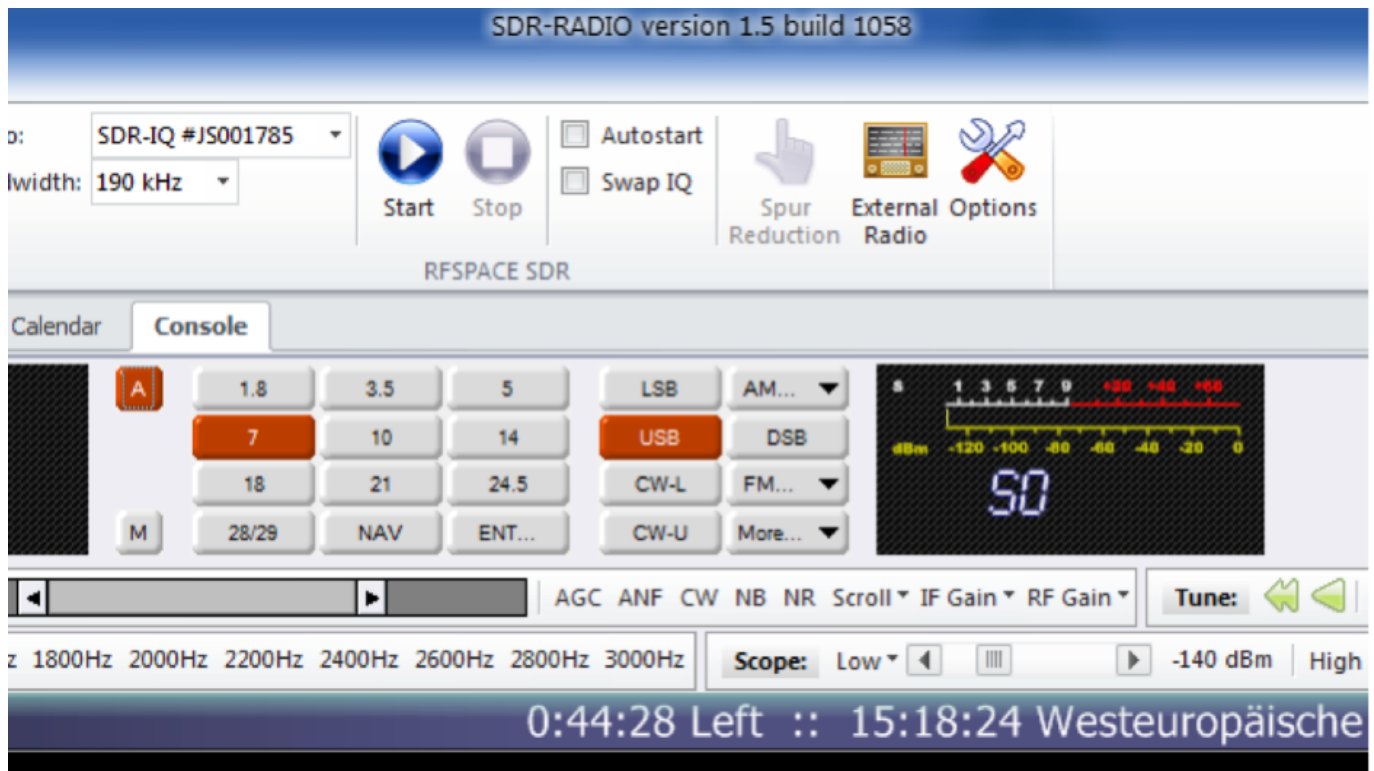 SDR-RADIO version 1.5 build 1058
o: SDR-IQ #JS001785
lwidth: 190 kHz
Start
Stop
Autostart
Swap IQ
Spur
Reduction
External
Radio
Options
RFSPACE SDR
Calendar Console
A 1.8 3.5 5 LSB AM...
7 10 14 USB DSB
18 21 24.5 CW-L FM...
M 28/29 NAV ENT... CW-U More...
S 1 3 5 7 9 +20 +40 +60
dBm -120 -100 -80 -60 -40 -20 0
S0
AGC ANF CW NB NR Scroll IF Gain RF Gain Tune:
z 1800Hz 2000Hz 2200Hz 2400Hz 2600Hz 2800Hz 3000Hz Scope: Low -140 dBm High
0:44:28 Left :: 15:18:24 Westeuropäische